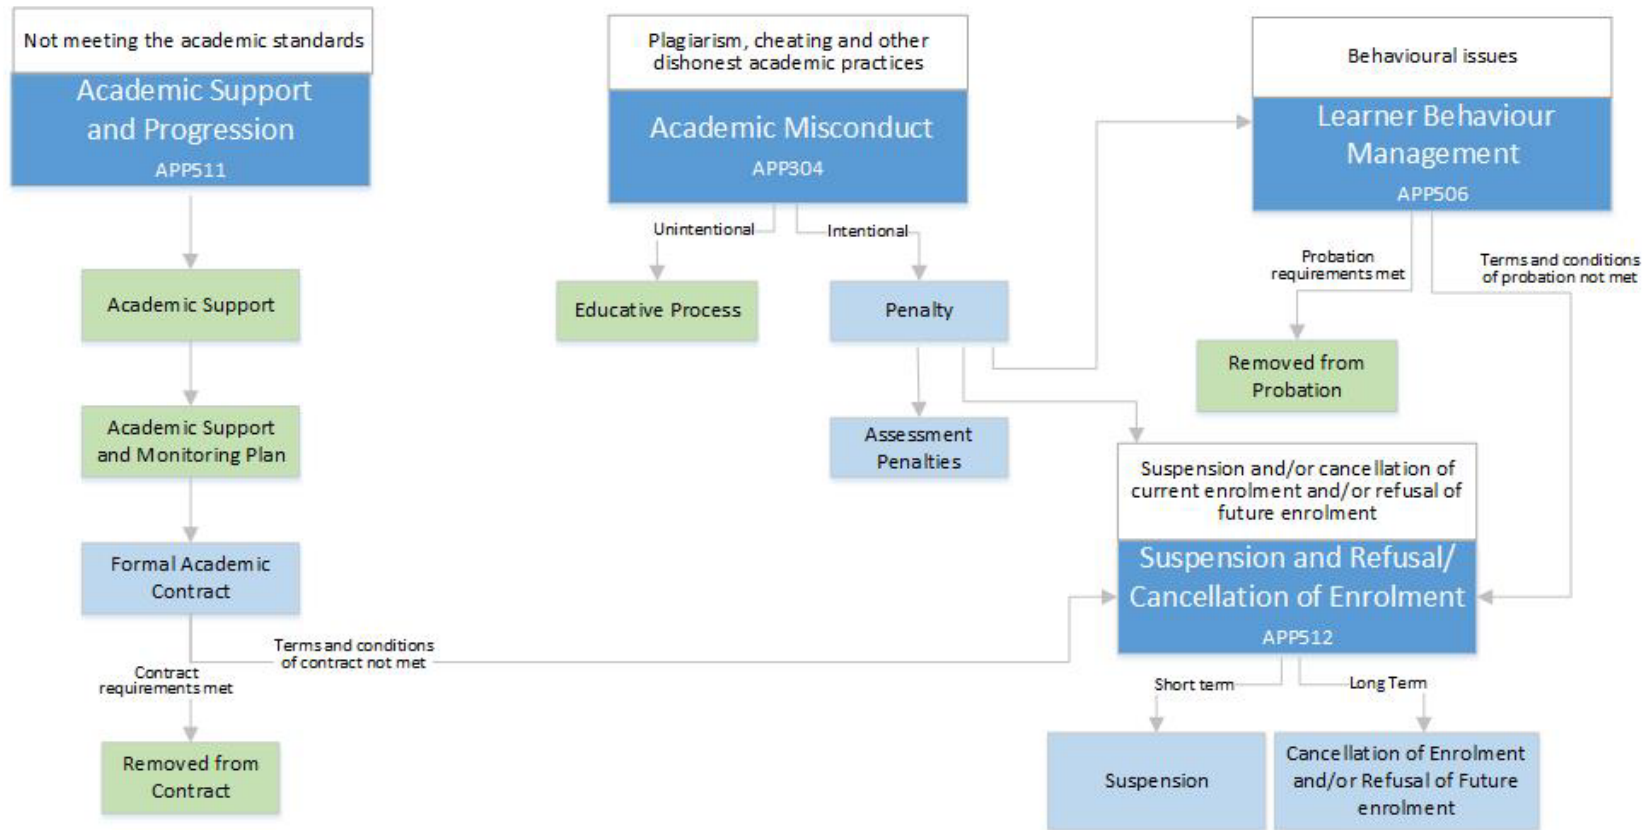 Not meeting the academic standards
Academic Support
and Progression
APP511
Academic Support
Academic Support
and Monitoring Plan
Formal Academic
Contract
Terms and conditions
of contract not met
Contract
requirements met
Removed from
Contract
Plagiarism, cheating and other
dishonest academic practices
Academic Misconduct
APP304
Unintentional
Intentional
Educative Process
Penalty
Assessment
Penalties
Behavioural issues
Learner Behaviour
Management
APP506
Probation
requirements met
Terms and conditions
of probation not met
Removed from
Probation
Suspension and/or cancellation of
current enrolment and/or refusal of
future enrolment
Suspension and Refusal/
Cancellation of Enrolment
APP512
Short term
Long Term
Suspension
Cancellation of Enrolment
and/or Refusal of Future
enrolment